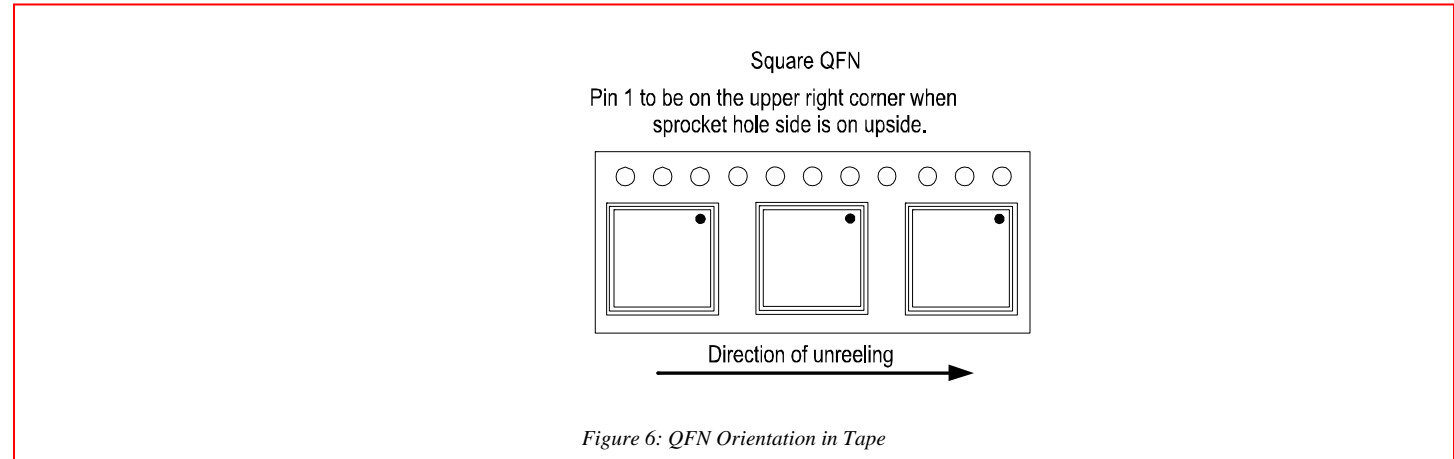 Square QFN
Pin 1 to be on the upper right corner when
sprocket hole side is on upside.
Direction of unreeling
Figure 6: QFN Orientation in Tape